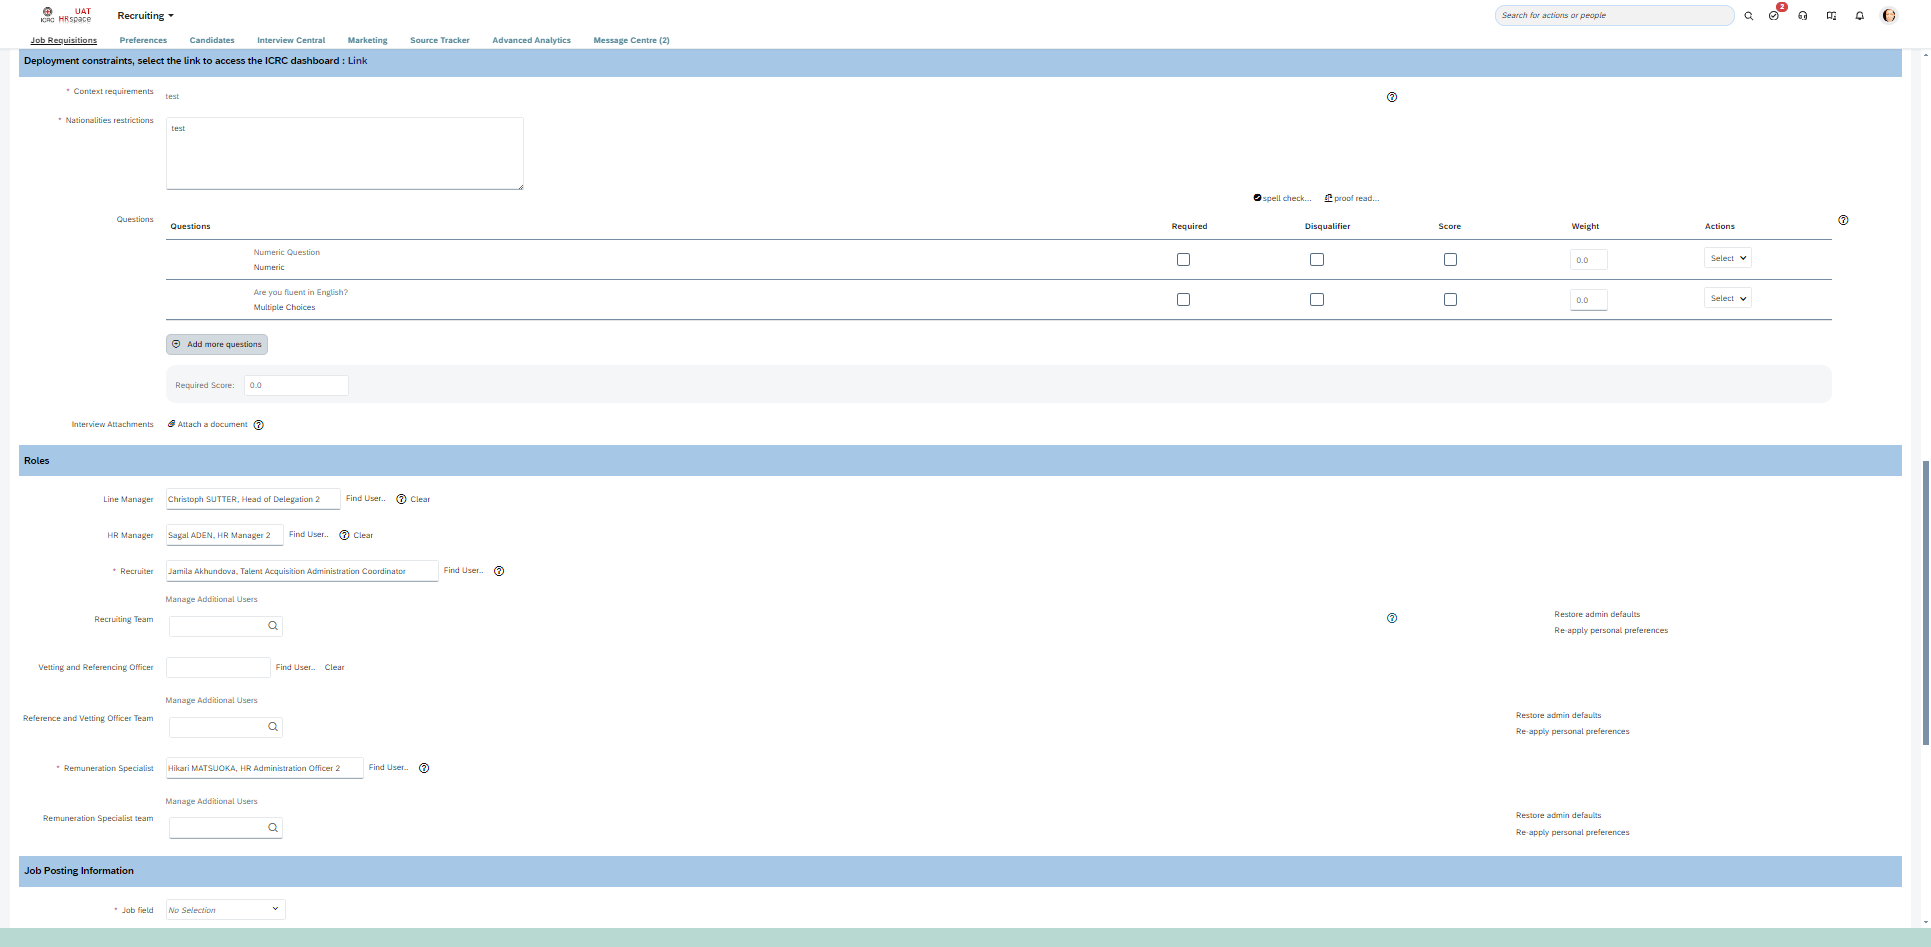 ICRC UAT HRspace
Recruiting
Search for actions or people
2
Job Requisitions Preferences Candidates Interview Central Marketing Source Tracker Advanced Analytics Message Centre (2)
Deployment constraints, select the link to access the ICRC dashboard : Link
* Context requirements test
* Nationalities restrictions test
spell check... proof read...
Questions
Questions Required Disqualifier Score Weight Actions
Numeric Question
Numeric
0.0 Select
Are you fluent in English?
Multiple Choices
0.0 Select
Add more questions
Required Score: 0.0
Interview Attachments Attach a document
Roles
Line Manager Christoph SUTTER, Head of Delegation 2 Find User.. Clear
HR Manager Sagal ADEN, HR Manager 2 Find User.. Clear
* Recruiter Jamila Akhundova, Talent Acquisition Administration Coordinator Find User..
Manage Additional Users
Recruiting Team
Restore admin defaults
Re-apply personal preferences
Vetting and Referencing Officer Find User.. Clear
Manage Additional Users
Reference and Vetting Officer Team
Restore admin defaults
Re-apply personal preferences
* Remuneration Specialist Hikari MATSUOKA, HR Administration Officer 2 Find User..
Manage Additional Users
Remuneration Specialist team
Restore admin defaults
Re-apply personal preferences
Job Posting Information
* Job field No Selection